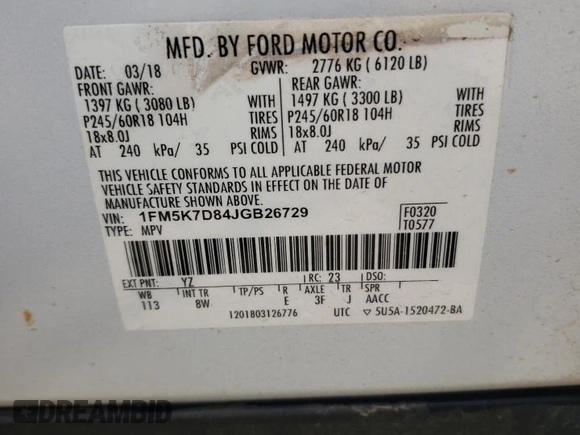 MFD. BY FORD MOTOR CO.
DATE: 03/18 GVWR: 2776 KG ( 6120 LB)
FRONT GAWR: REAR GAWR:
1397 KG ( 3080 LB) WITH 1497 KG ( 3300 LB) WITH
P245/60R18 104H TIRES P245/60R18 104H TIRES
18x8.0J RIMS 18x8.0J RIMS
AT 240 kPa/ 35 PSI COLD AT 240 kPa/ 35 PSI COLD
THIS VEHICLE CONFORMS TO ALL APPLICABLE FEDERAL MOTOR
VEHICLE SAFETY STANDARDS IN EFFECT ON THE DATE OF
MANUFACTURE SHOWN ABOVE.
VIN: 1FM5K7D84JGB26729 F0320
TYPE: MPV T0577
EXT PNT: YZ RC: 23 DSO:
WB INT TR TP/PS R AXLE TR SPR
113 8W E 3F J AACC
1201803126776 UTC ▽ 5U5A-1520472-BA
DREAMBID